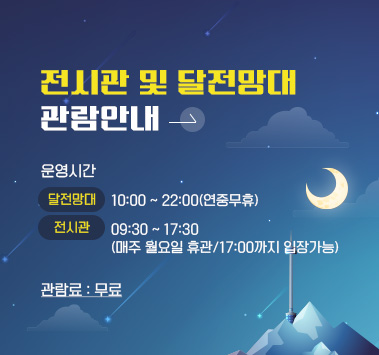 전시관 및 달전망대
관람안내
운영시간
달전망대 10:00 ~ 22:00(연중무휴)
전시관 09:30 ~ 17:30
(매주 월요일 휴관/17:00까지 입장가능)
관람료 : 무료